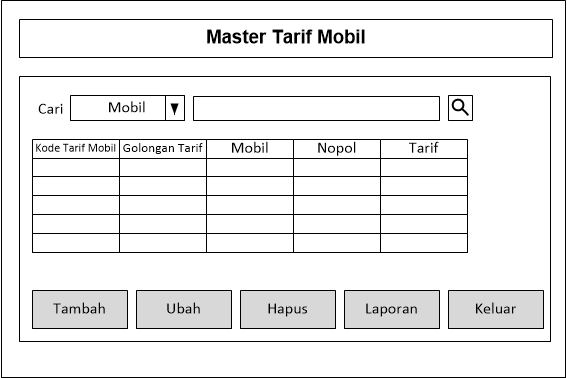 Master Tarif Mobil
Cari Mobil
Kode Tarif Mobil Golongan Tarif Mobil Nopol Tarif
Tambah Ubah Hapus Laporan Keluar